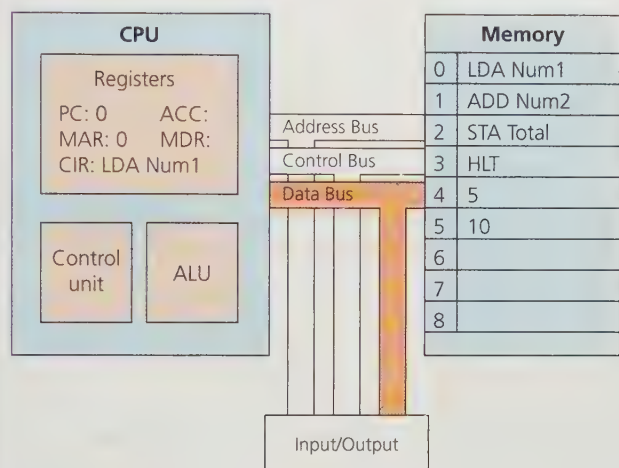 CPU
Registers
PC: 0 ACC:
MAR: 0 MDR:
CIR: LDA Num1
Control
unit
ALU
Address Bus
Control Bus
Data Bus
Memory
0 LDA Num1
1 ADD Num2
2 STA Total
3 HLT
4 5
5 10
6
7
8
Input/Output